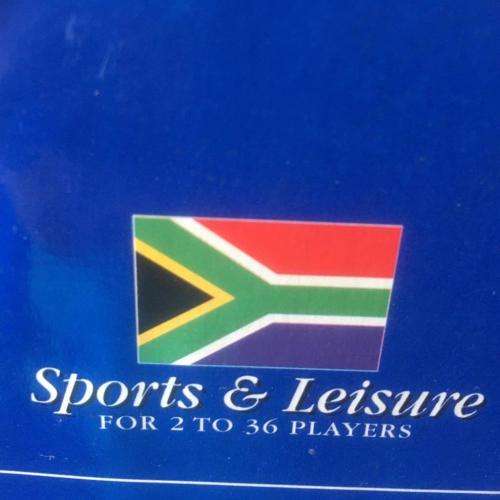 Sports & Leisure
FOR 2 TO 36 PLAYERS